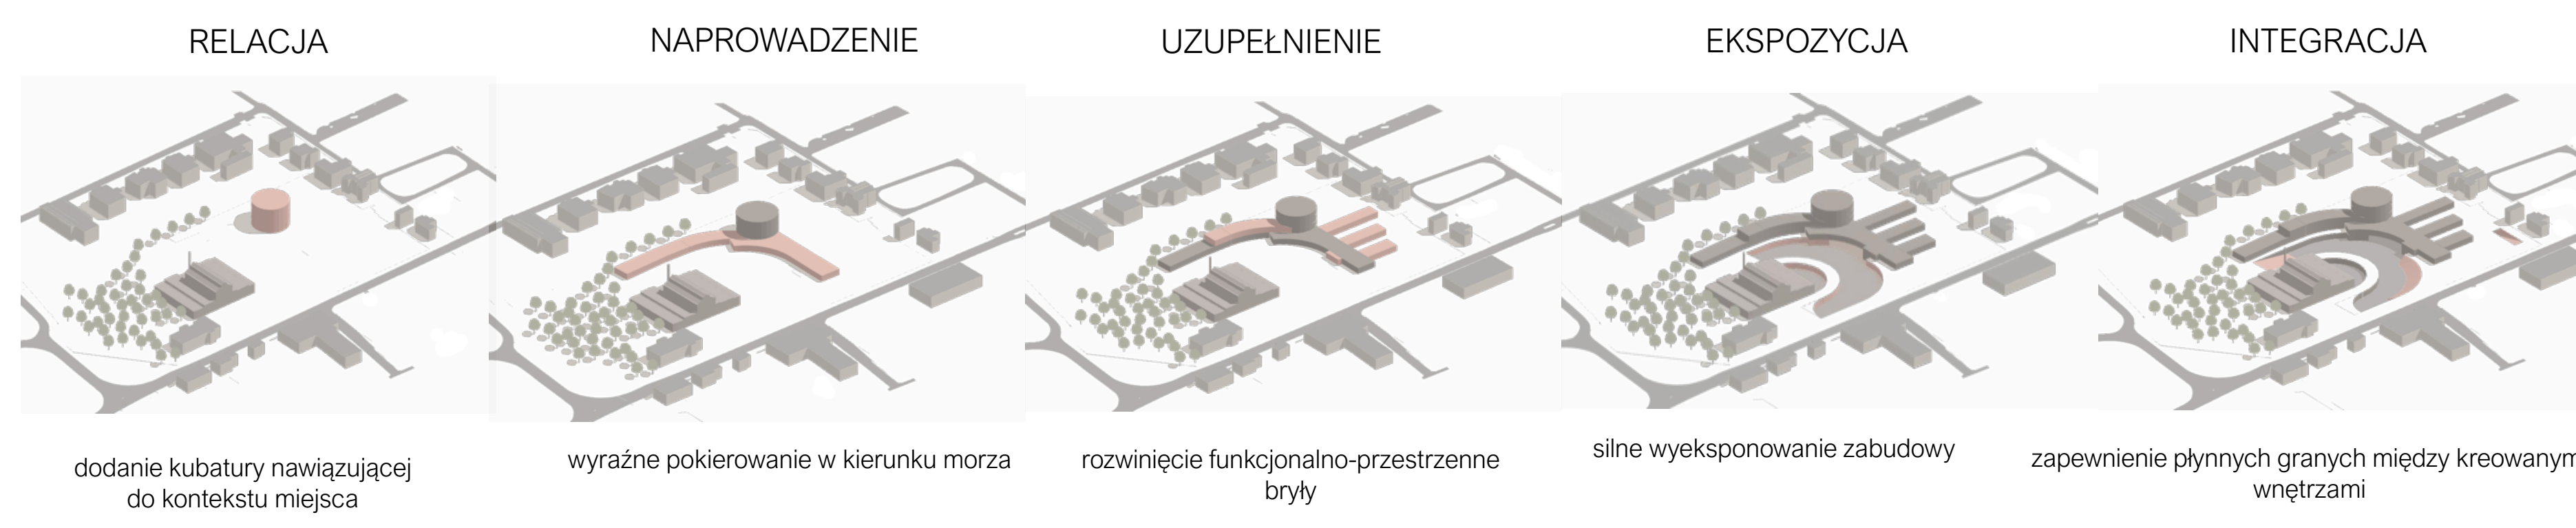 RELACJA
NAPROWADZENIE
UZUPEŁNIENIE
EKSPOZYCJA
INTEGRACJA
dodanie kubatury nawiązującej
do kontekstu miejsca
wyraźne pokierowanie w kierunku morza
rozwinięcie funkcjonalno-przestrzenne
bryły
silne wyeksponowanie zabudowy
zapewnienie płynnych granych między kreowanym
wnętrzami